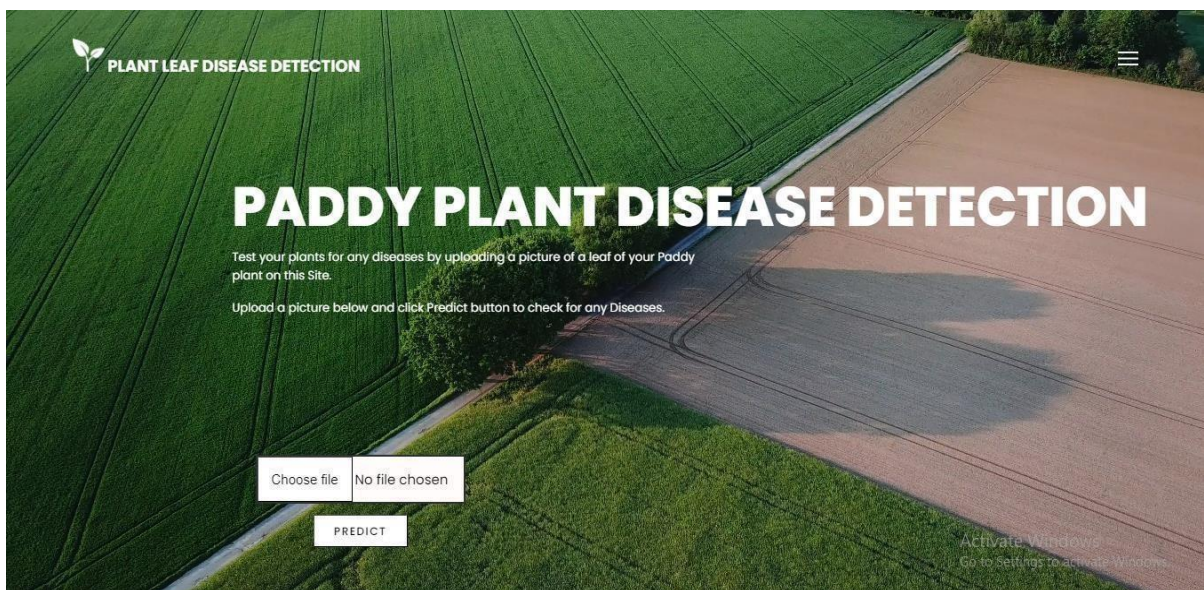 PLANT LEAF DISEASE DETECTION
PADDY PLANT DISEASE DETECTION
Test your plants for any diseases by uploading a picture of a leaf of your Paddy
plant on this Site.
Upload a picture below and click Predict button to check for any Diseases.
Choose file No file chosen
PREDICT
Activate Windows
Go to Settings to activate Windows.